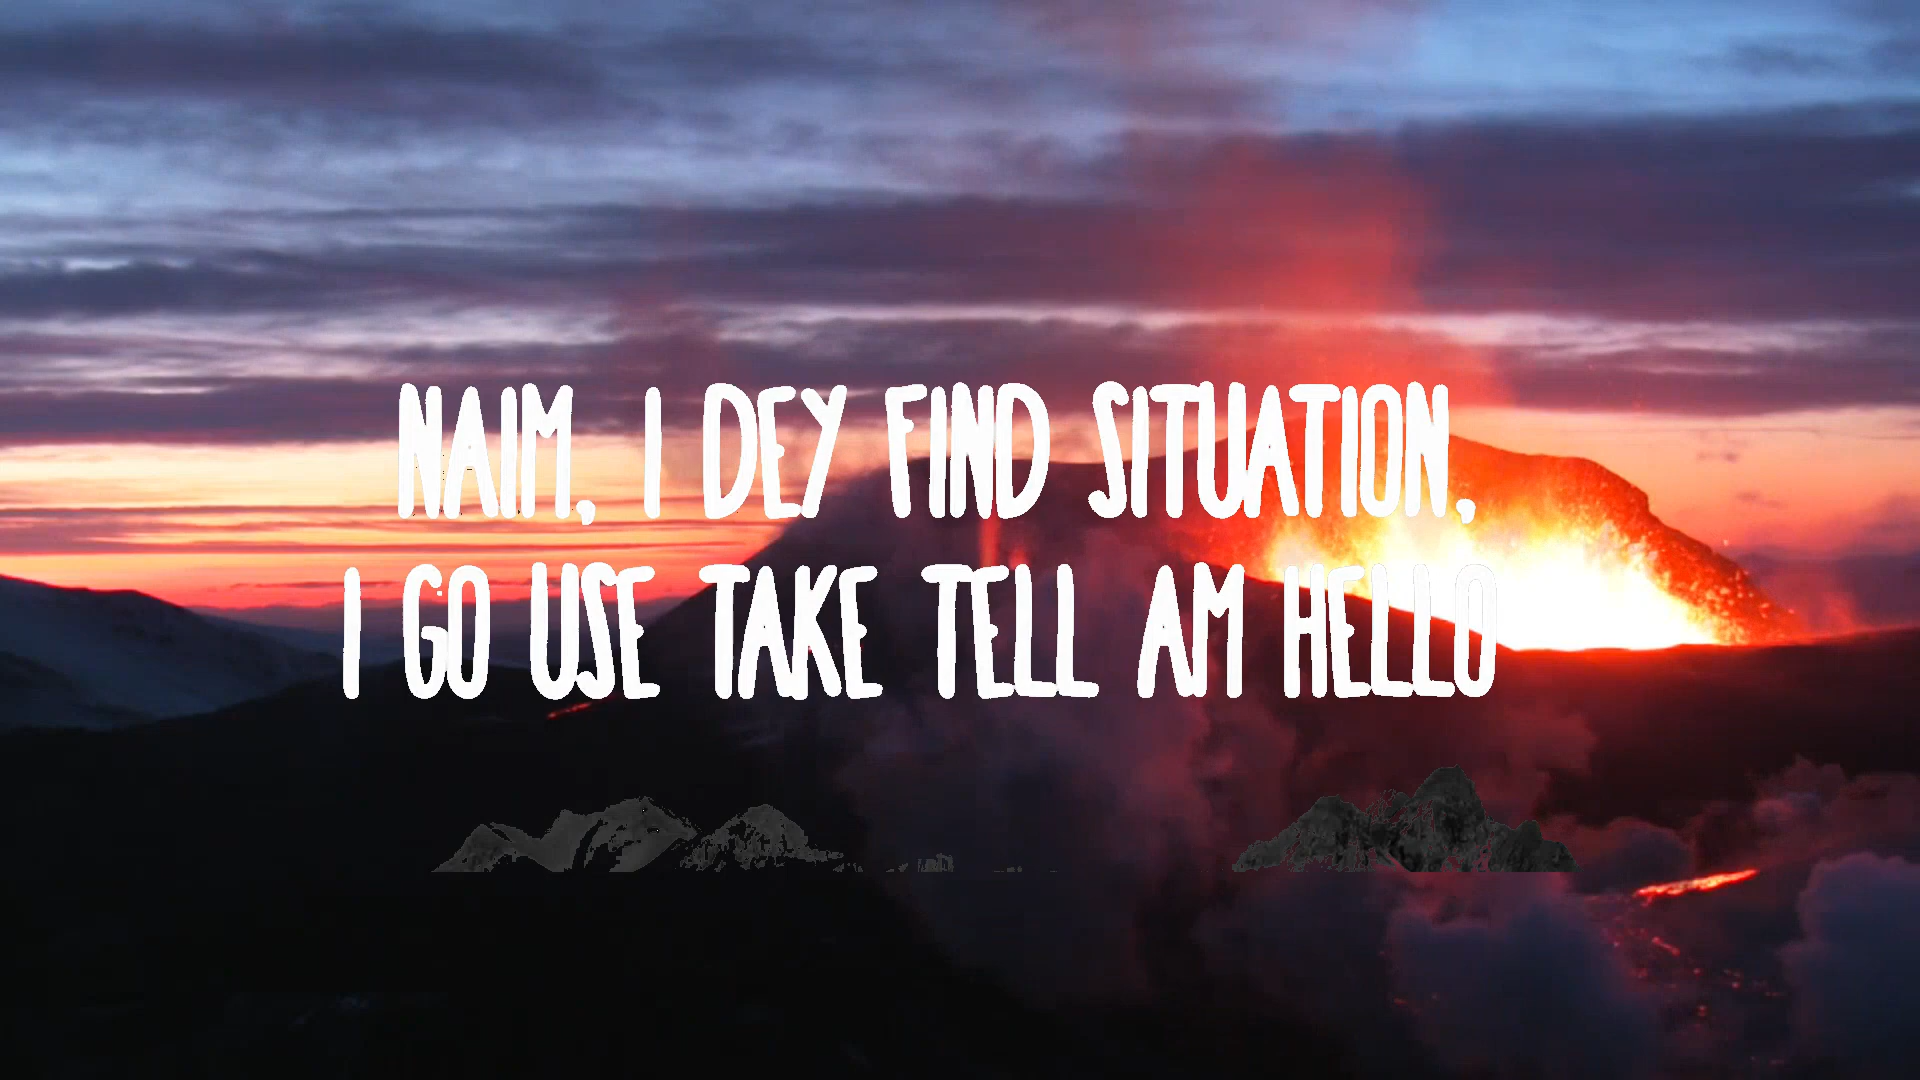 NAIM, I DEY FIND SITUATION,
I GO USE TAKE TELL AM HELLO